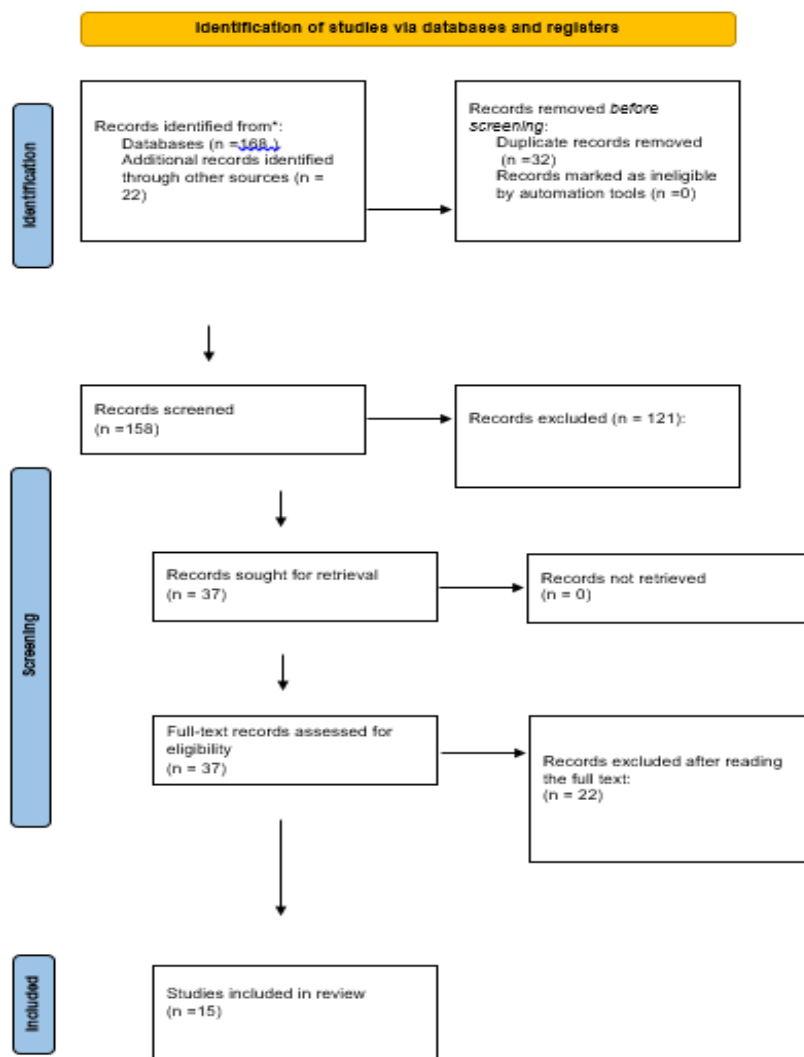 Identification of studies via databases and registers
Identification
Records identified from*:
Databases (n =168 )
Additional records identified
through other sources (n =
22)
Records removed before
screening:
Duplicate records removed
(n =32)
Records marked as ineligible
by automation tools (n =0)
Screening
Records screened
(n =158)
Records excluded (n = 121):
Records sought for retrieval
(n = 37)
Records not retrieved
(n = 0)
Full-text records assessed for
eligibility
(n = 37)
Records excluded after reading
the full text:
(n = 22)
Included
Studies included in review
(n =15)